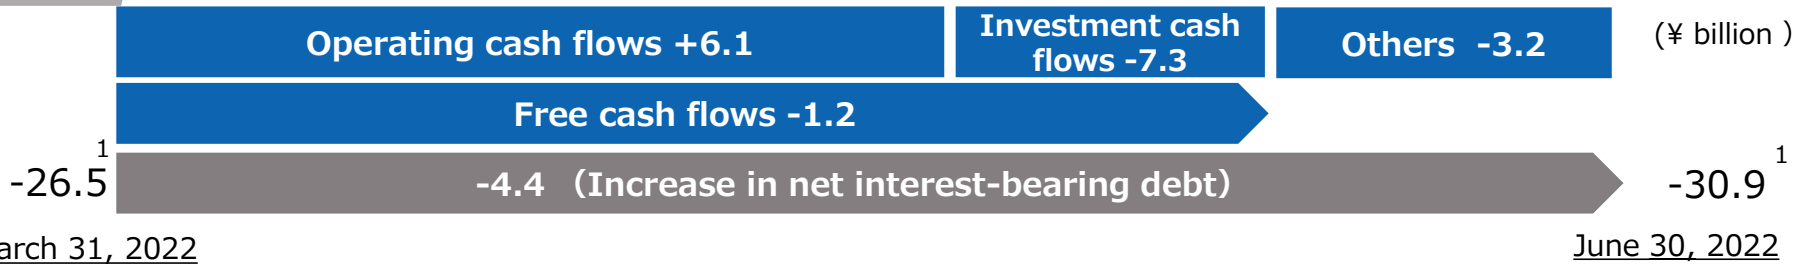 Operating cash flows +6.1
Investment cash
flows -7.3
Others -3.2
(¥ billion )
Free cash flows -1.2
-26.5 1
-4.4 （Increase in net interest-bearing debt）
-30.9 1
arch 31, 2022
June 30, 2022